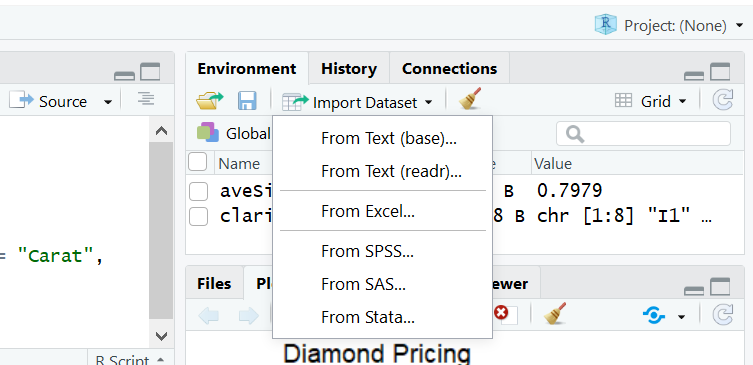 Project: (None)
Environment History Connections
Source
Import Dataset
Grid
Global
From Text (base)...
Name
Value
From Text (readr)...
aveSi
B 0.7979
clari
8 B chr [1:8] "I1" …
From Excel...
= "Carat",
From SPSS...
Files
Plo
ewer
From SAS...
From Stata...
R Script
Diamond Pricing